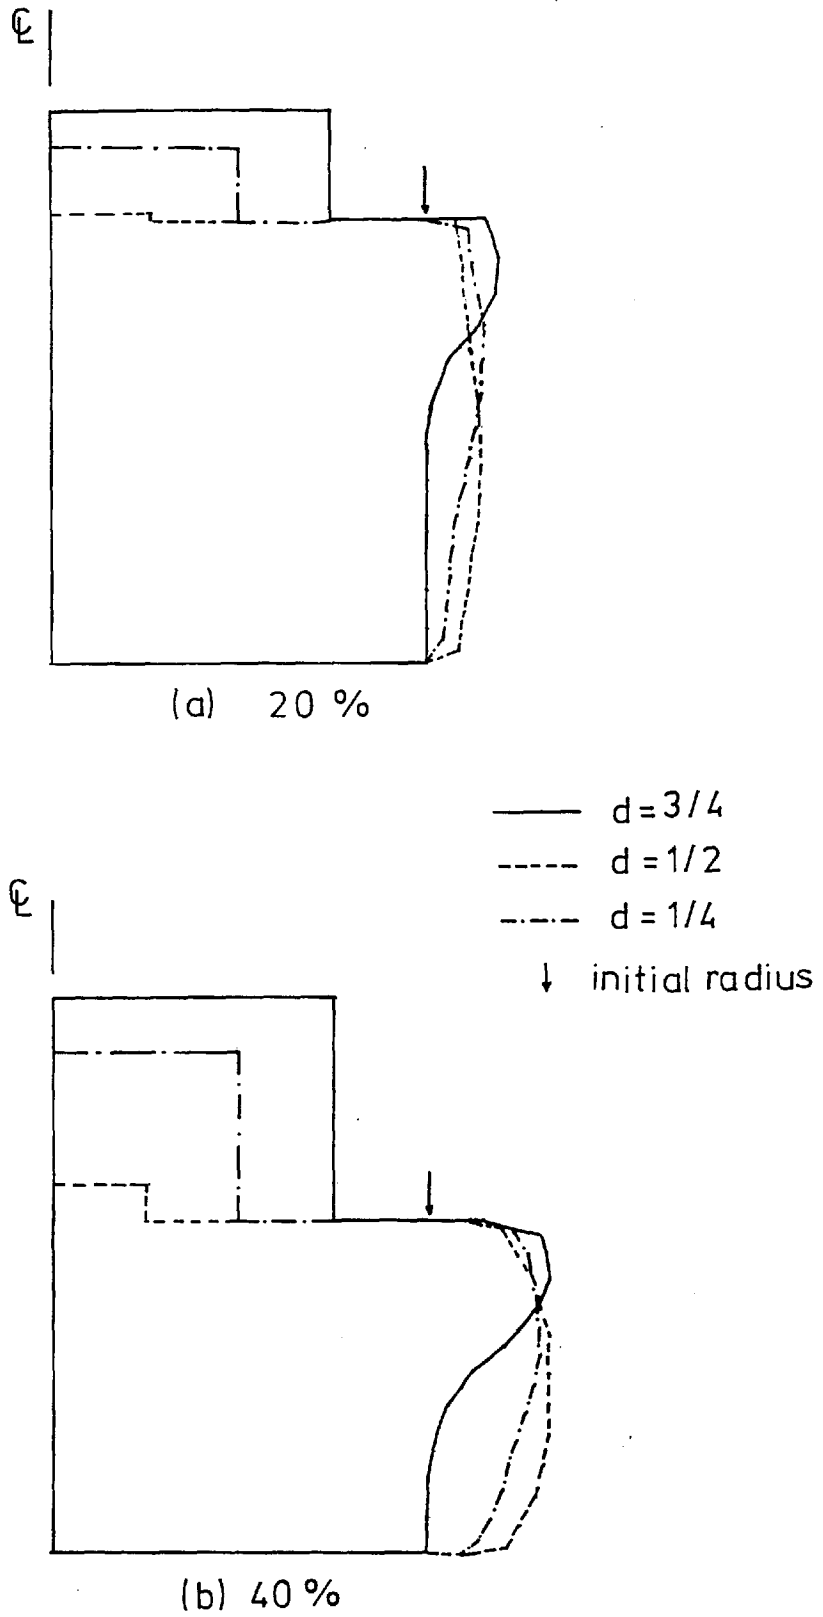 ℄
(a) 20 %
d = 3/4
d = 1/2
d = 1/4
initial radius
℄
(b) 40 %